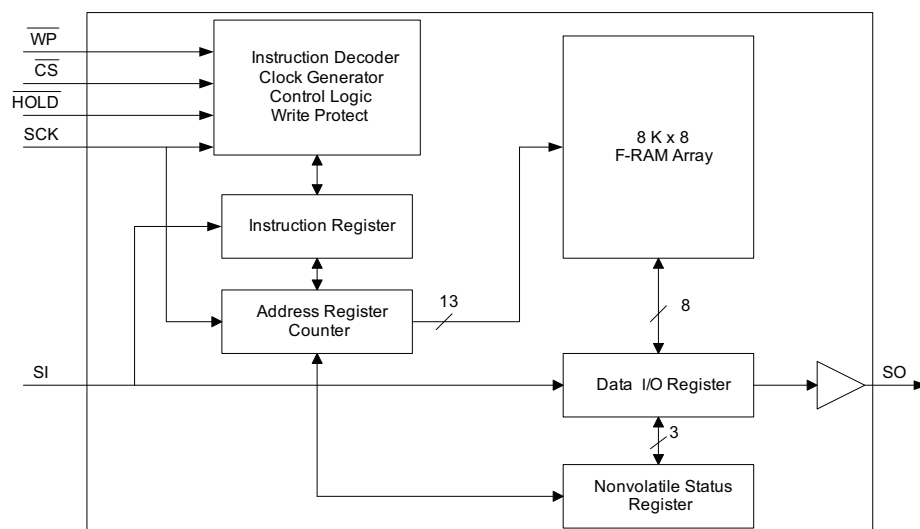 WP
CS
HOLD
SCK
Instruction Decoder
Clock Generator
Control Logic
Write Protect
8 K x 8
F-RAM Array
Instruction Register
Address Register
Counter
13
8
SI
Data I/O Register
SO
3
Nonvolatile Status
Register